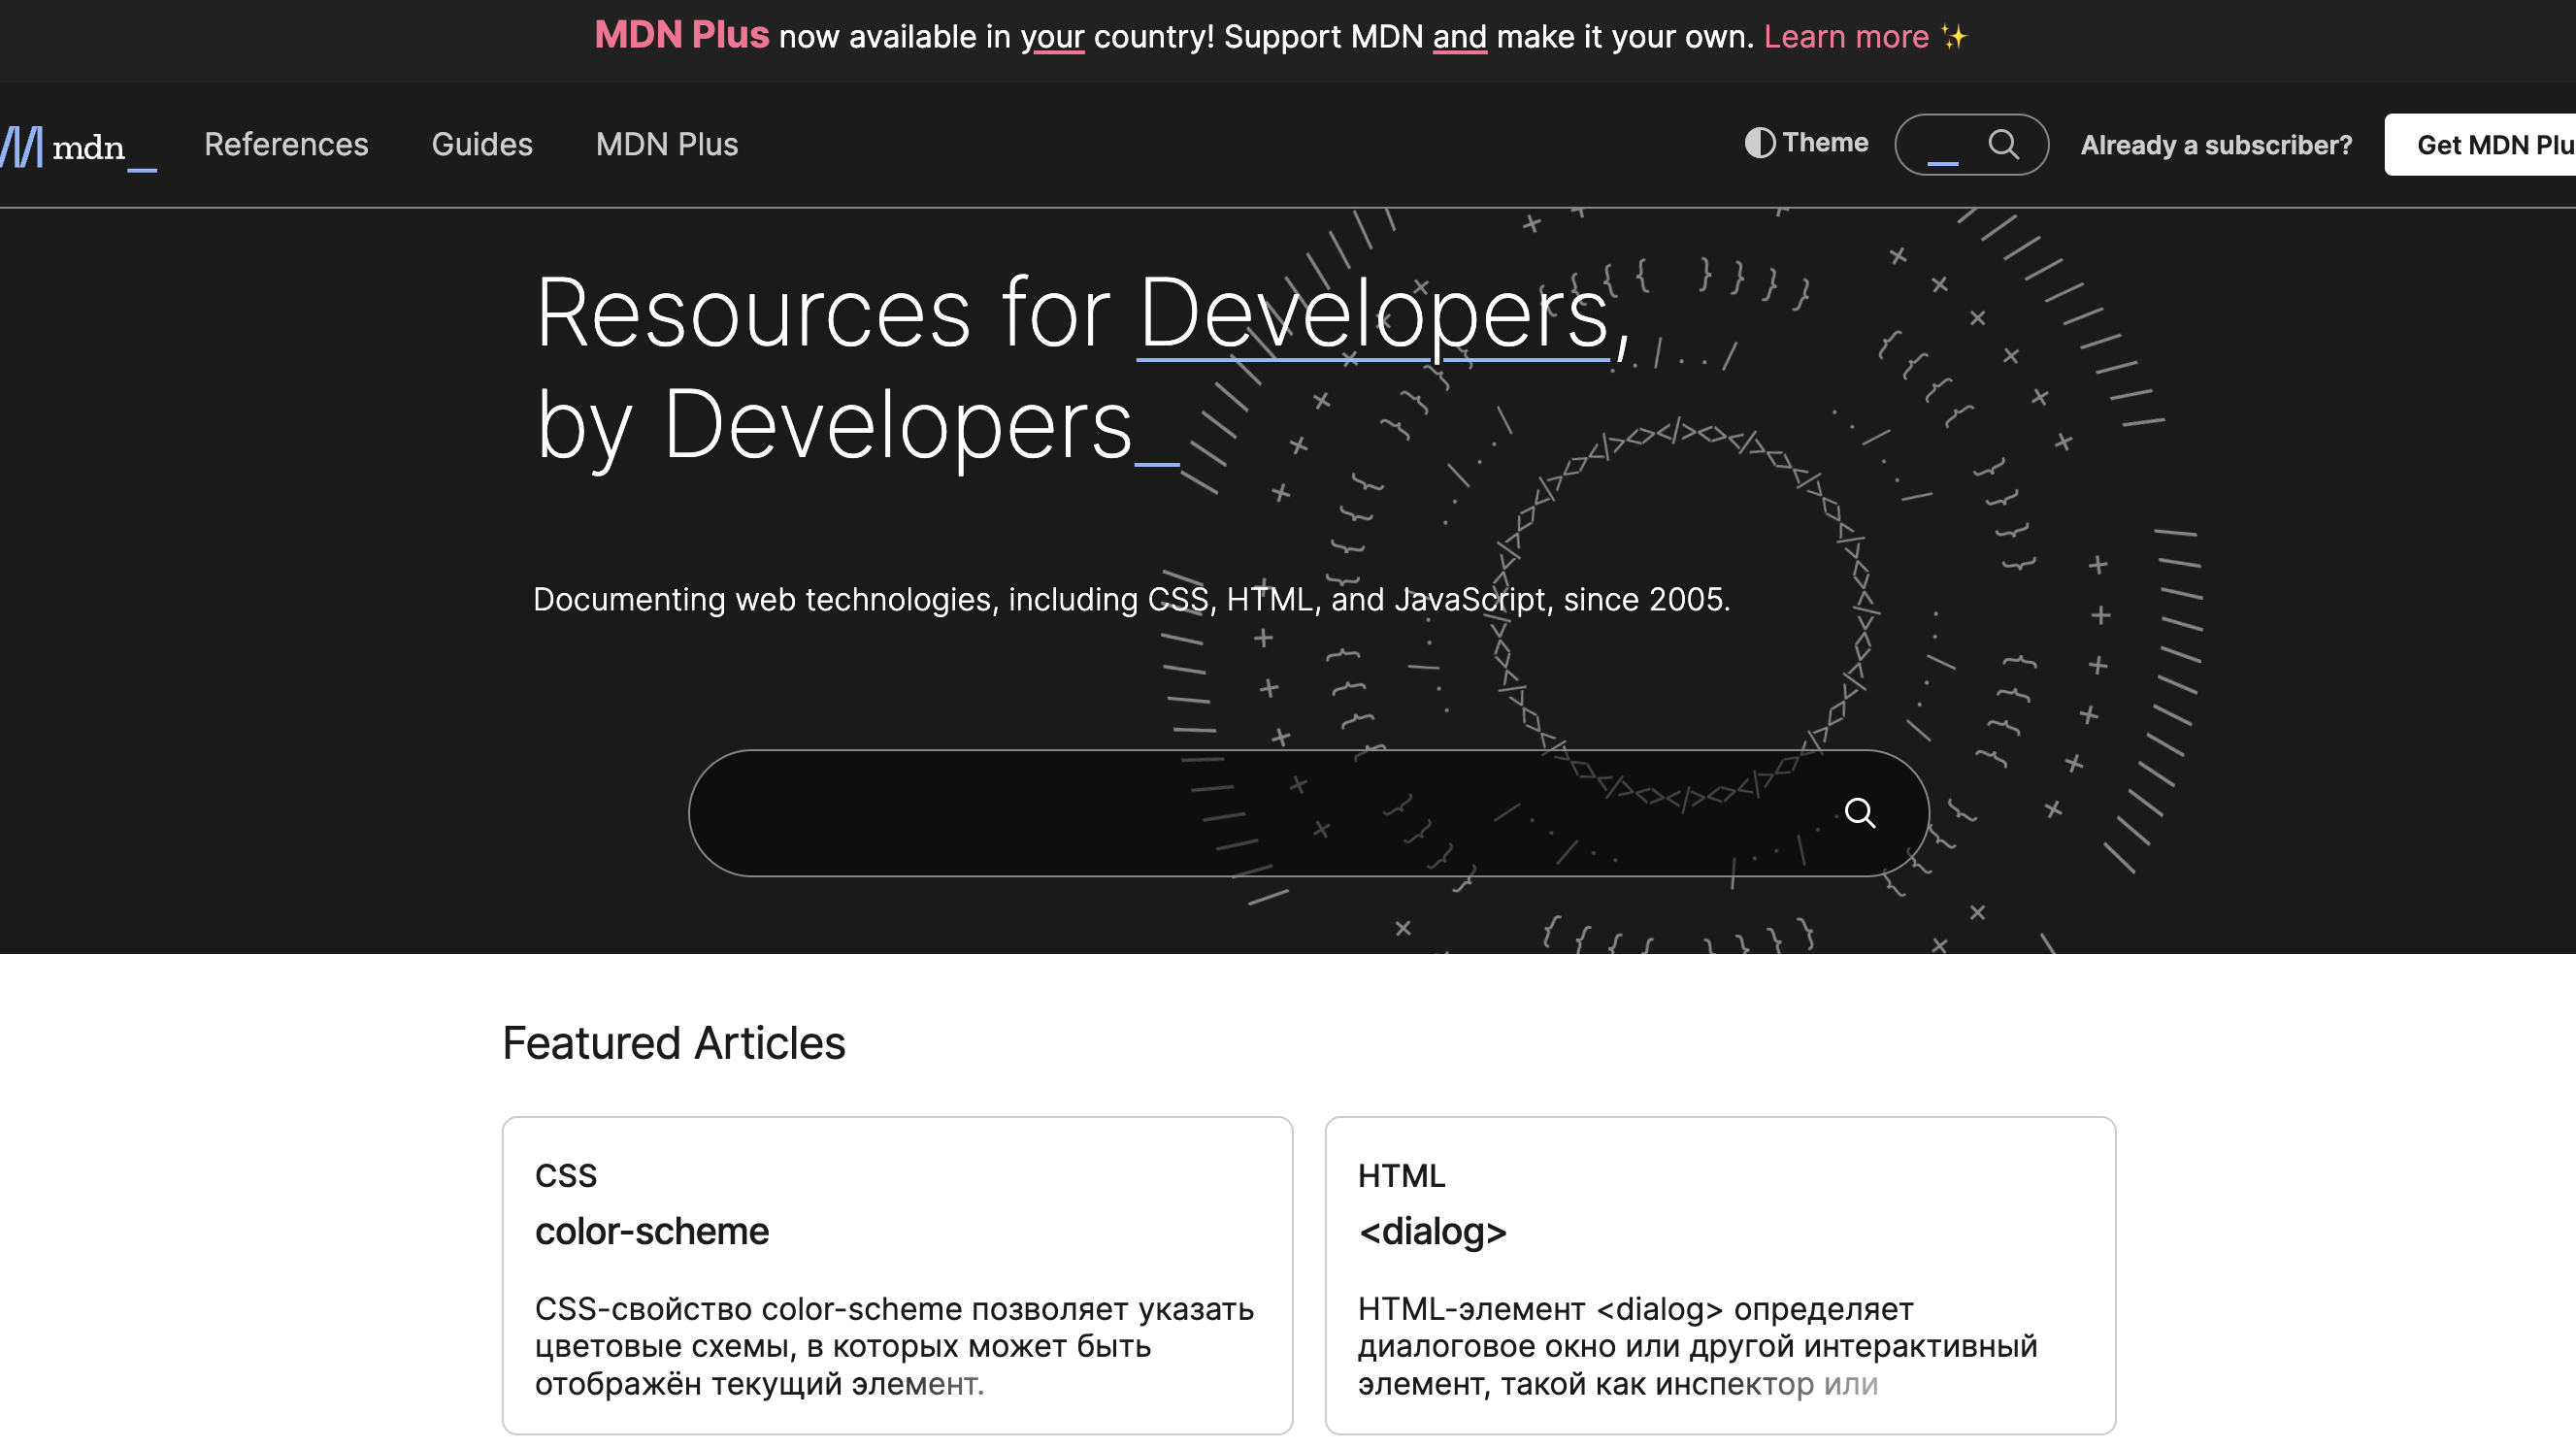 MDN Plus now available in your country! Support MDN and make it your own. Learn more ✨
mdn_
References
Guides
MDN Plus
Theme
Already a subscriber?
Get MDN Plu
Resources for Developers,
by Developers_
Documenting web technologies, including CSS, HTML, and JavaScript, since 2005.
Featured Articles
CSS
color-scheme
CSS-свойство color-scheme позволяет указать
цветовые схемы, в которых может быть
отображён текущий элемент.
HTML
<dialog>
HTML-элемент <dialog> определяет
диалоговое окно или другой интерактивный
элемент, такой как инспектор или